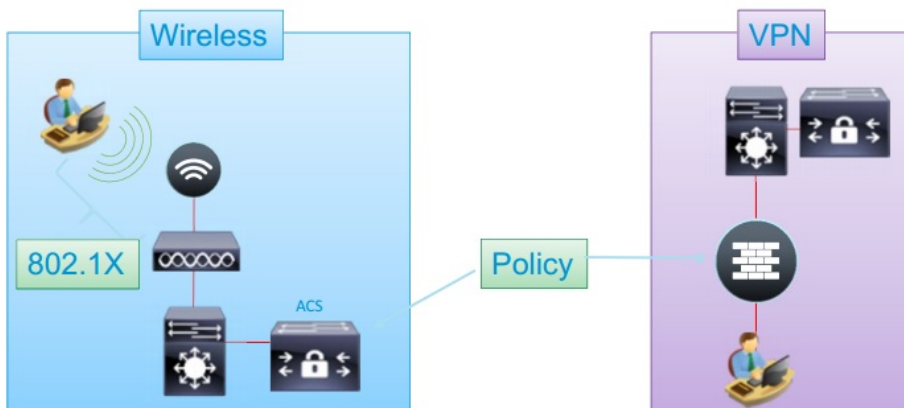 Wireless
VPN
802.1X
Policy
ACS